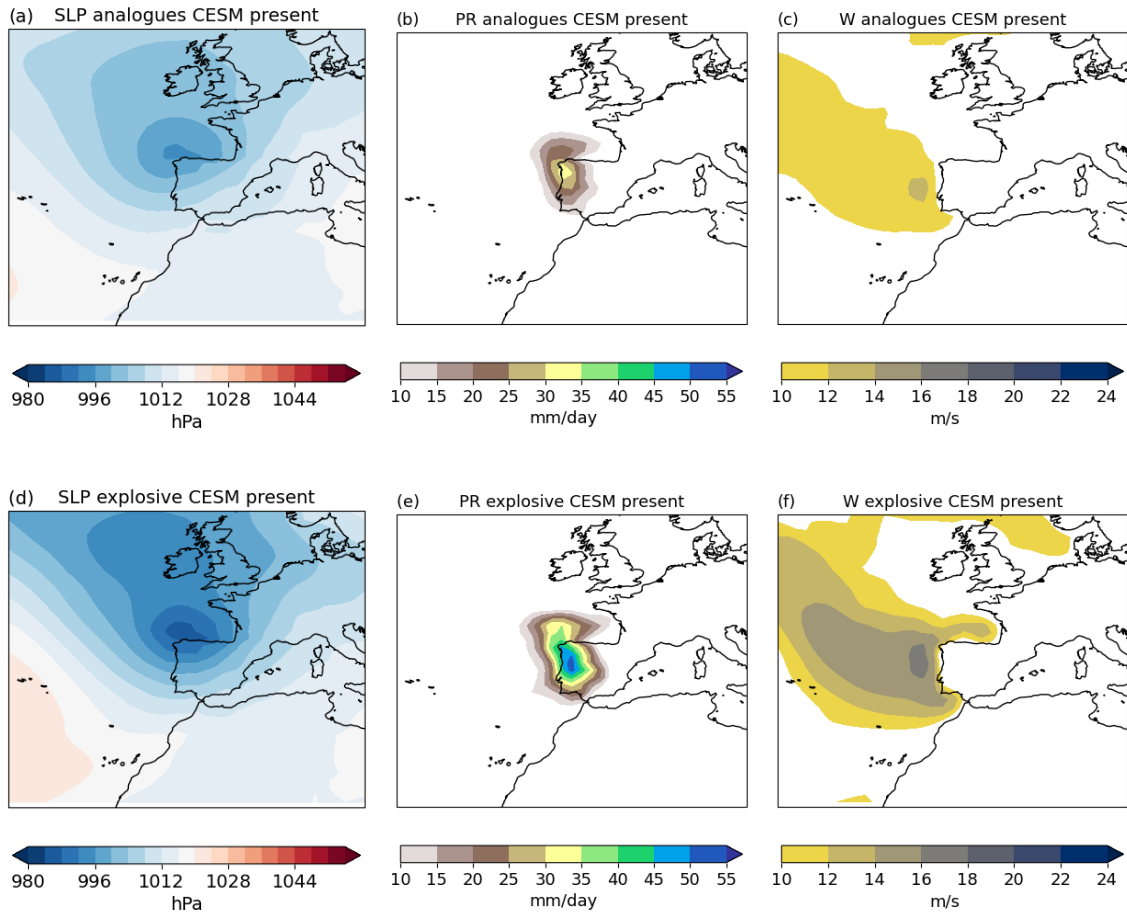 (a) SLP analogues CESM present
(b) PR analogues CESM present
(c) W analogues CESM present
980 996 1012 1028 1044
hPa
10 15 20 25 30 35 40 45 50 55
mm/day
10 12 14 16 18 20 22 24
m/s
(d) SLP explosive CESM present
(e) PR explosive CESM present
(f) W explosive CESM present
980 996 1012 1028 1044
hPa
10 15 20 25 30 35 40 45 50 55
mm/day
10 12 14 16 18 20 22 24
m/s